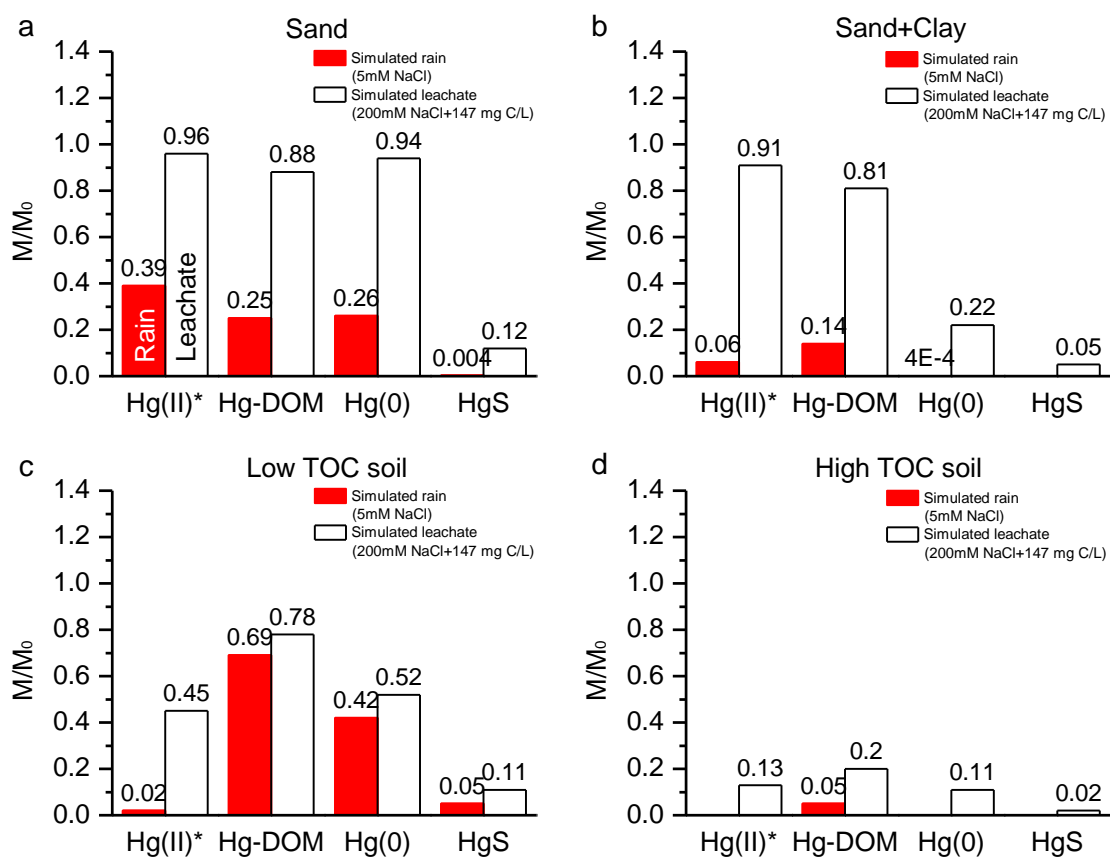 a
Sand
Simulated rain
(5mM NaCl)
Simulated leachate
(200mM NaCl+147 mg C/L)
M/M₀
1.4
1.2
1.0
0.8
0.6
0.4
0.2
0.0
0.39
0.96
0.25
0.88
0.26
0.94
0.004
0.12
Rain
Leachate
Hg(II)* Hg-DOM Hg(0) HgS
b
Sand+Clay
Simulated rain
(5mM NaCl)
Simulated leachate
(200mM NaCl+147 mg C/L)
M/M₀
1.4
1.2
1.0
0.8
0.6
0.4
0.2
0.0
0.06
0.91
0.14
0.81
4E-4
0.22
0.05
Hg(II)* Hg-DOM Hg(0) HgS
c
Low TOC soil
Simulated rain
(5mM NaCl)
Simulated leachate
(200mM NaCl+147 mg C/L)
M/M₀
1.4
1.2
1.0
0.8
0.6
0.4
0.2
0.0
0.02
0.45
0.69
0.78
0.42
0.52
0.05
0.11
Hg(II)* Hg-DOM Hg(0) HgS
d
High TOC soil
Simulated rain
(5mM NaCl)
Simulated leachate
(200mM NaCl+147 mg C/L)
M/M₀
1.4
1.2
1.0
0.8
0.6
0.4
0.2
0.0
0.13
0.05
0.2
0.11
0.02
Hg(II)* Hg-DOM Hg(0) HgS